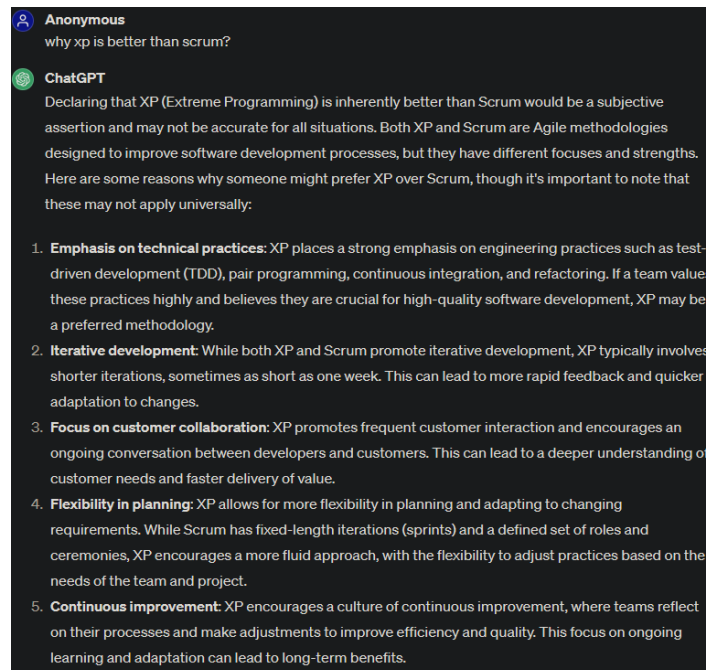 Anonymous
why xp is better than scrum?
ChatGPT
Declaring that XP (Extreme Programming) is inherently better than Scrum would be a subjective
assertion and may not be accurate for all situations. Both XP and Scrum are Agile methodologies
designed to improve software development processes, but they have different focuses and strengths.
Here are some reasons why someone might prefer XP over Scrum, though it's important to note that
these may not apply universally:
1. Emphasis on technical practices: XP places a strong emphasis on engineering practices such as test-
driven development (TDD), pair programming, continuous integration, and refactoring. If a team value
these practices highly and believes they are crucial for high-quality software development, XP may be
a preferred methodology.
2. Iterative development: While both XP and Scrum promote iterative development, XP typically involves
shorter iterations, sometimes as short as one week. This can lead to more rapid feedback and quicker
adaptation to changes.
3. Focus on customer collaboration: XP promotes frequent customer interaction and encourages an
ongoing conversation between developers and customers. This can lead to a deeper understanding of
customer needs and faster delivery of value.
4. Flexibility in planning: XP allows for more flexibility in planning and adapting to changing
requirements. While Scrum has fixed-length iterations (sprints) and a defined set of roles and
ceremonies, XP encourages a more fluid approach, with the flexibility to adjust practices based on the
needs of the team and project.
5. Continuous improvement: XP encourages a culture of continuous improvement, where teams reflect
on their processes and make adjustments to improve efficiency and quality. This focus on ongoing
learning and adaptation can lead to long-term benefits.